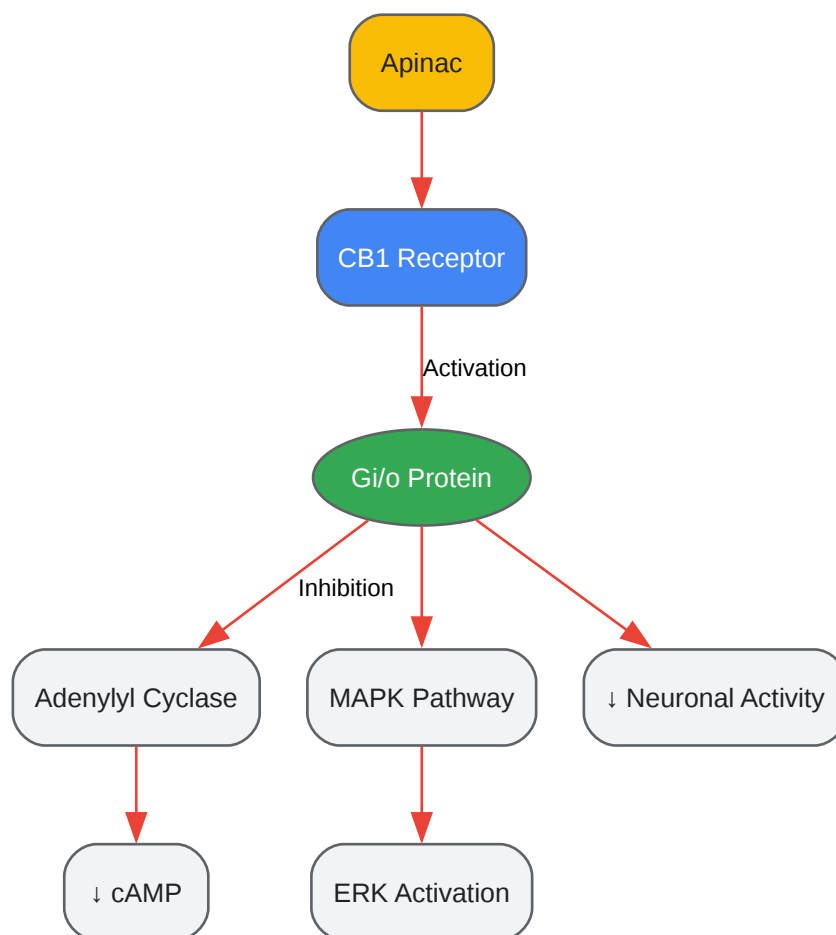 Apinac
CB1 Receptor
Activation
Gi/o Protein
Inhibition
Adenylyl Cyclase
MAPK Pathway
↓ Neuronal Activity
↓ cAMP
ERK Activation